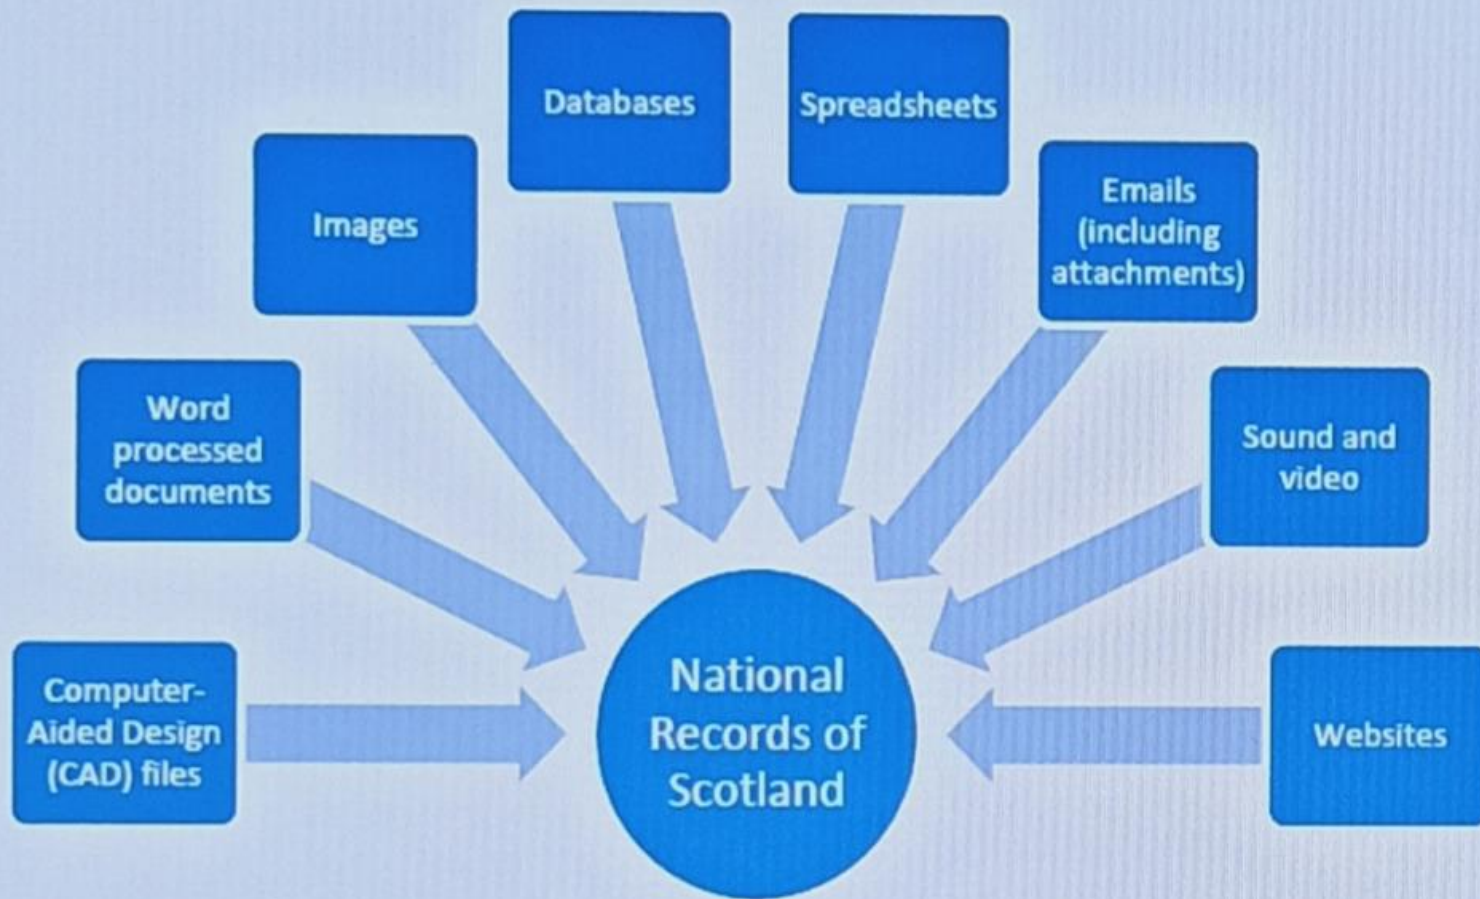 Databases
Spreadsheets
Images
Emails
(including
attachments)
Word
processed
documents
Sound and
video
Computer-
Aided Design
(CAD) files
National
Records of
Scotland
Websites